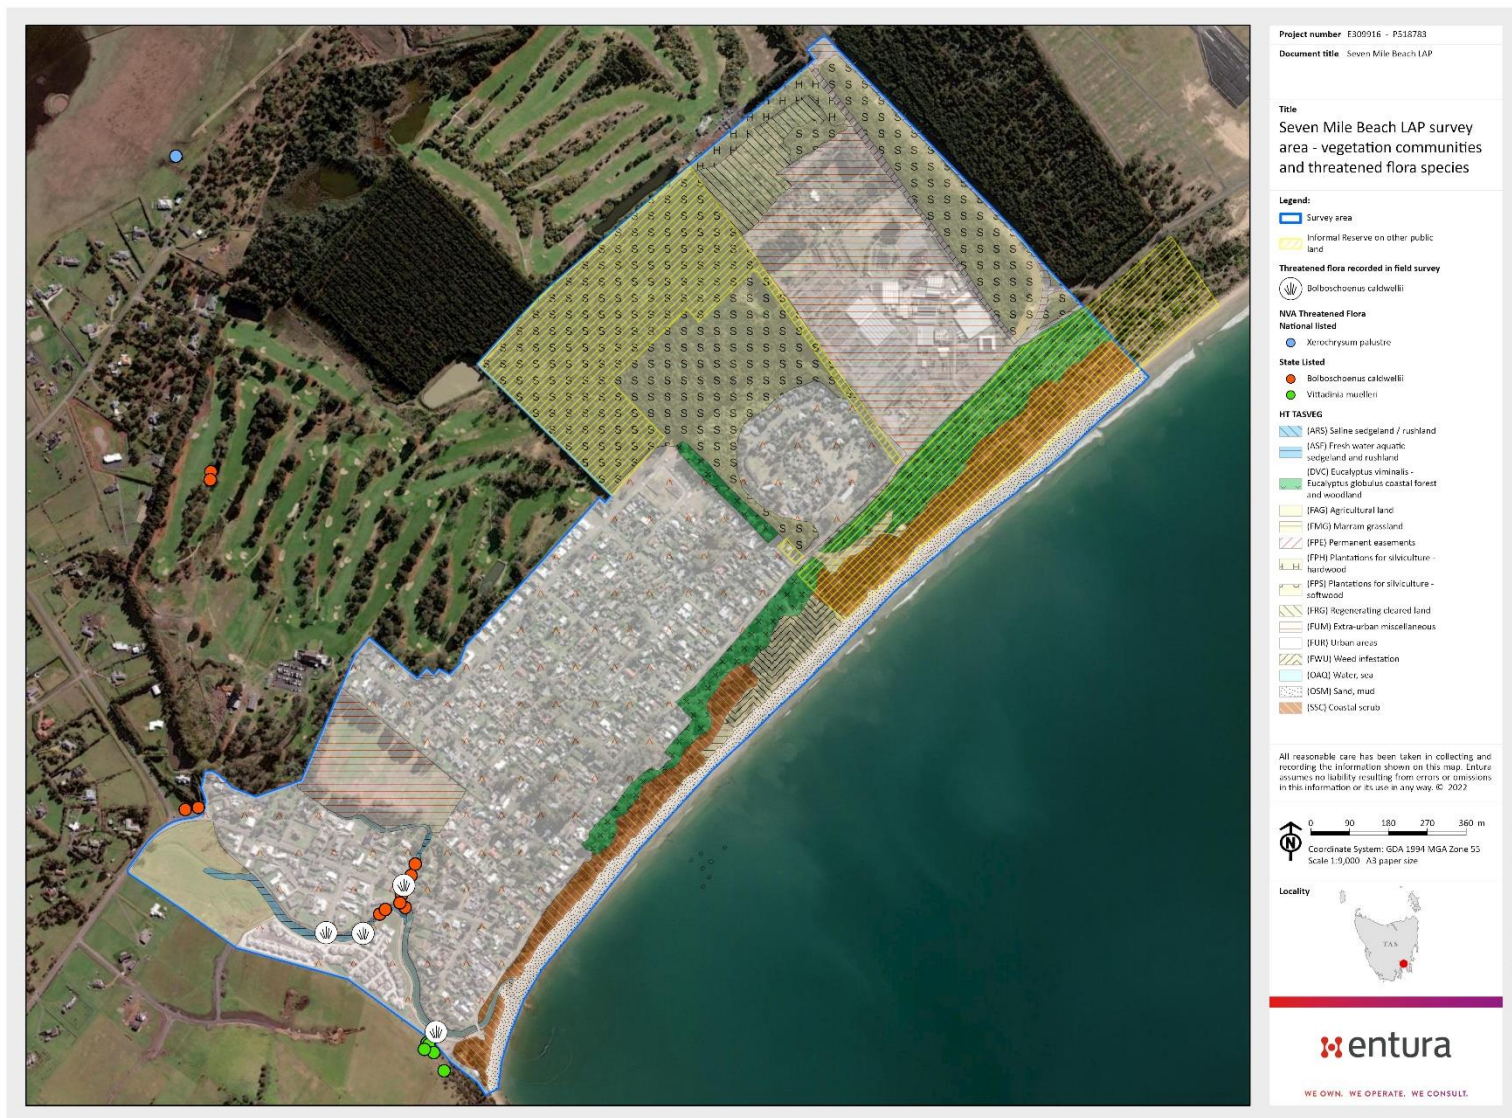 Project number E309916 - P518783
Document title Seven Mile Beach LAP
Title
Seven Mile Beach LAP survey
area - vegetation communities
and threatened flora species
Legend:
Survey area
Informal Reserve on other public
land
Threatened flora recorded in field survey
Bolboschoenus caldwellii
NVA Threatened Flora
National listed
Xerochrysum palustre
State Listed
Bolboschoenus caldwellii
Vittadinia muelleri
HT TASVEG
(ARS) Saline sedgeland / rushland
(ASF) Fresh water aquatic
sedgeland and rushland
(DVC) Eucalyptus viminalis -
Eucalyptus globulus coastal forest
and woodland
(FAG) Agricultural land
(FMG) Marram grassland
(FPE) Permanent easements
(FPH) Plantations for silviculture -
hardwood
(FPS) Plantations for silviculture -
softwood
(FRG) Regenerating cleared land
(FUM) Extra-urban miscellaneous
(FUR) Urban areas
(FWU) Weed infestation
(OAQ) Water, sea
(OSM) Sand, mud
(SSC) Coastal scrub
All reasonable care has been taken in collecting and
recording the information shown on this map. Entura
assumes no liability resulting from errors or omissions
in this information or its use in any way. © 2022
N
0 90 180 270 360 m
Coordinate System: GDA 1994 MGA Zone 55
Scale 1:9,000 A3 paper size
Locality
TAS
entura
WE OWN. WE OPERATE. WE CONSULT.